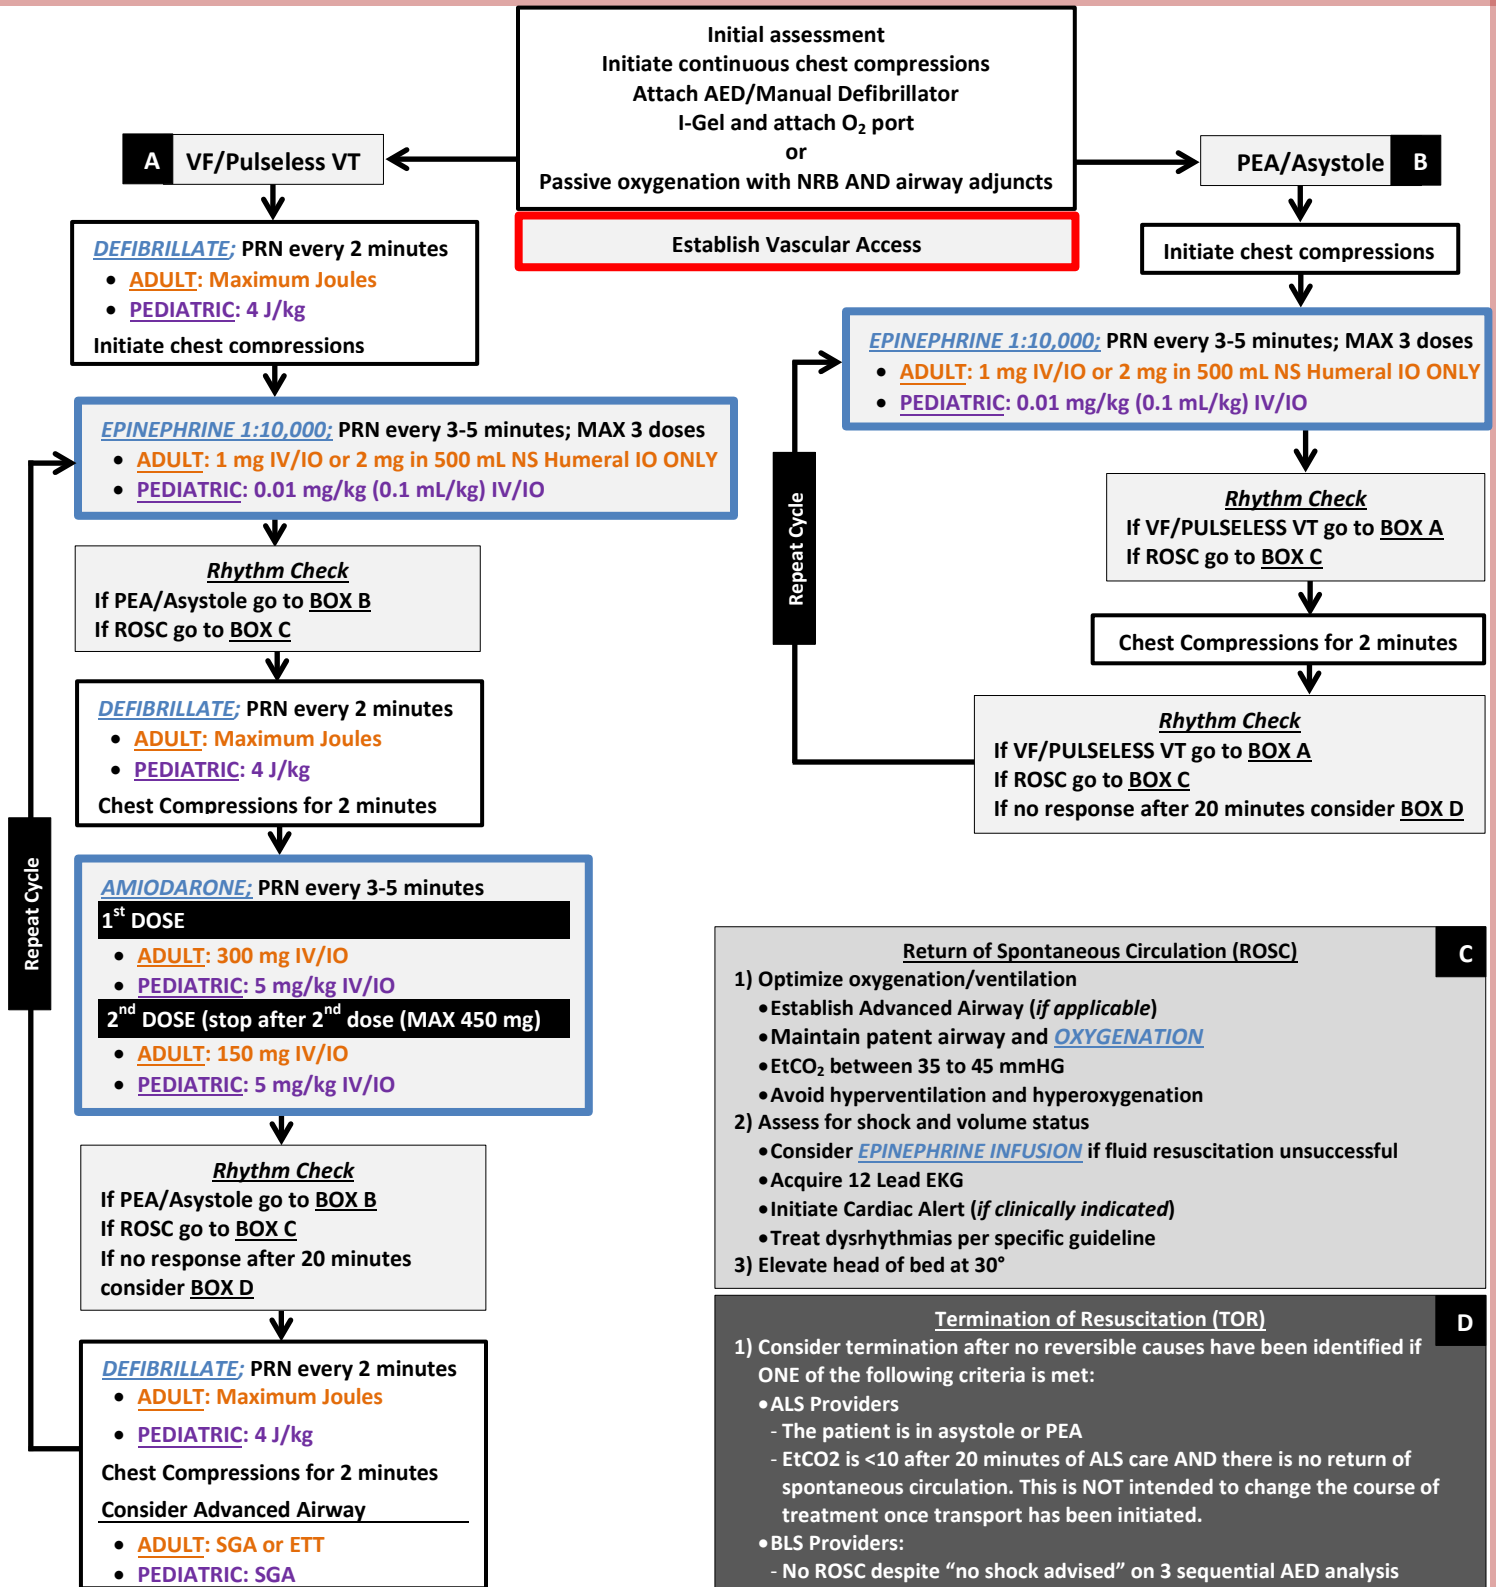 Initial assessment
Initiate continuous chest compressions
Attach AED/Manual Defibrillator
I-Gel and attach O₂ port
or
Passive oxygenation with NRB AND airway adjuncts
Establish Vascular Access
A VF/Pulseless VT
DEFIBRILLATE; PRN every 2 minutes
• ADULT: Maximum Joules
• PEDIATRIC: 4 J/kg
Initiate chest compressions
EPINEPHRINE 1:10,000; PRN every 3-5 minutes; MAX 3 doses
• ADULT: 1 mg IV/IO or 2 mg in 500 mL NS Humeral IO ONLY
• PEDIATRIC: 0.01 mg/kg (0.1 mL/kg) IV/IO
Rhythm Check
If PEA/Asystole go to BOX B
If ROSC go to BOX C
DEFIBRILLATE; PRN every 2 minutes
• ADULT: Maximum Joules
• PEDIATRIC: 4 J/kg
Chest Compressions for 2 minutes
AMIODARONE; PRN every 3-5 minutes
1st DOSE
• ADULT: 300 mg IV/IO
• PEDIATRIC: 5 mg/kg IV/IO
2nd DOSE (stop after 2nd dose (MAX 450 mg)
• ADULT: 150 mg IV/IO
• PEDIATRIC: 5 mg/kg IV/IO
Rhythm Check
If PEA/Asystole go to BOX B
If ROSC go to BOX C
If no response after 20 minutes
consider BOX D
DEFIBRILLATE; PRN every 2 minutes
• ADULT: Maximum Joules
• PEDIATRIC: 4 J/kg
Chest Compressions for 2 minutes
Consider Advanced Airway
• ADULT: SGA or ETT
• PEDIATRIC: SGA
Repeat Cycle
PEA/Asystole B
Initiate chest compressions
EPINEPHRINE 1:10,000; PRN every 3-5 minutes; MAX 3 doses
• ADULT: 1 mg IV/IO or 2 mg in 500 mL NS Humeral IO ONLY
• PEDIATRIC: 0.01 mg/kg (0.1 mL/kg) IV/IO
Rhythm Check
If VF/PULSELESS VT go to BOX A
If ROSC go to BOX C
Chest Compressions for 2 minutes
Rhythm Check
If VF/PULSELESS VT go to BOX A
If ROSC go to BOX C
If no response after 20 minutes consider BOX D
Repeat Cycle
Return of Spontaneous Circulation (ROSC) C
1) Optimize oxygenation/ventilation
• Establish Advanced Airway (if applicable)
• Maintain patent airway and OXYGENATION
• EtCO₂ between 35 to 45 mmHG
• Avoid hyperventilation and hyperoxygenation
2) Assess for shock and volume status
• Consider EPINEPHRINE INFUSION if fluid resuscitation unsuccessful
• Acquire 12 Lead EKG
• Initiate Cardiac Alert (if clinically indicated)
• Treat dysrhythmias per specific guideline
3) Elevate head of bed at 30°
Termination of Resuscitation (TOR) D
1) Consider termination after no reversible causes have been identified if
ONE of the following criteria is met:
• ALS Providers
- The patient is in asystole or PEA
- EtCO2 is <10 after 20 minutes of ALS care AND there is no return of
spontaneous circulation. This is NOT intended to change the course of
treatment once transport has been initiated.
• BLS Providers:
- No ROSC despite “no shock advised” on 3 sequential AED analysis